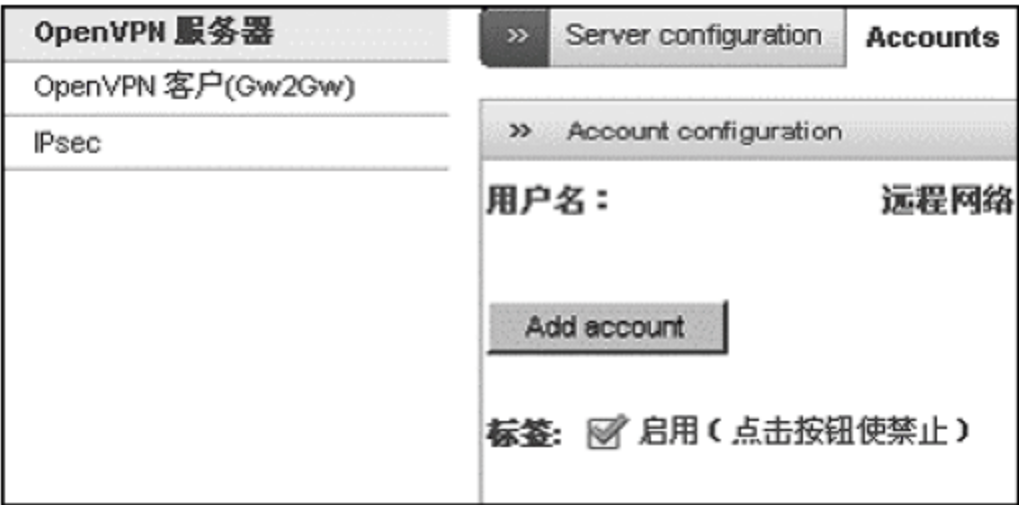 OpenVPN 服务器
OpenVPN 客户(Gw2Gw)
IPsec
>> Server configuration Accounts
>> Account configuration
用户名： 远程网络
Add account
标签: 启用（点击按钮使禁止）